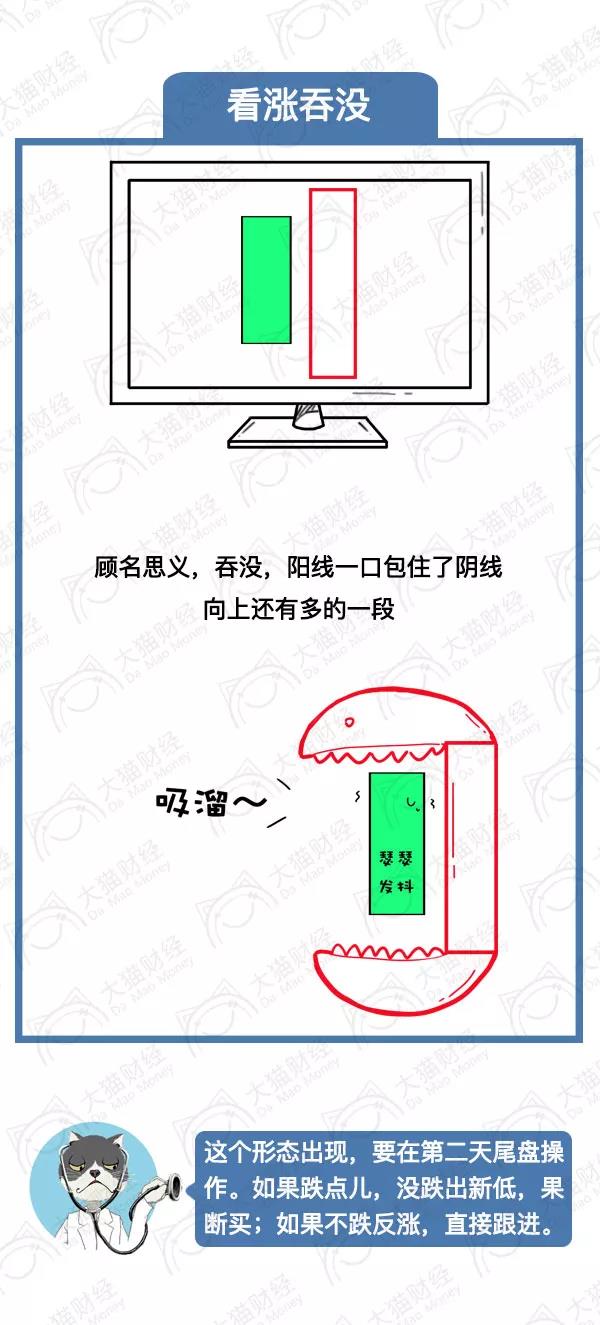 看涨吞没
顾名思义，吞没，阳线一口包住了阴线
向上还有多的一段
吸溜～
瑟瑟
发抖
这个形态出现，要在第二天尾盘操
作。如果跌点儿，没跌出新低，果
断买；如果不跌反涨，直接跟进。
大猫财经
Da Mao Money